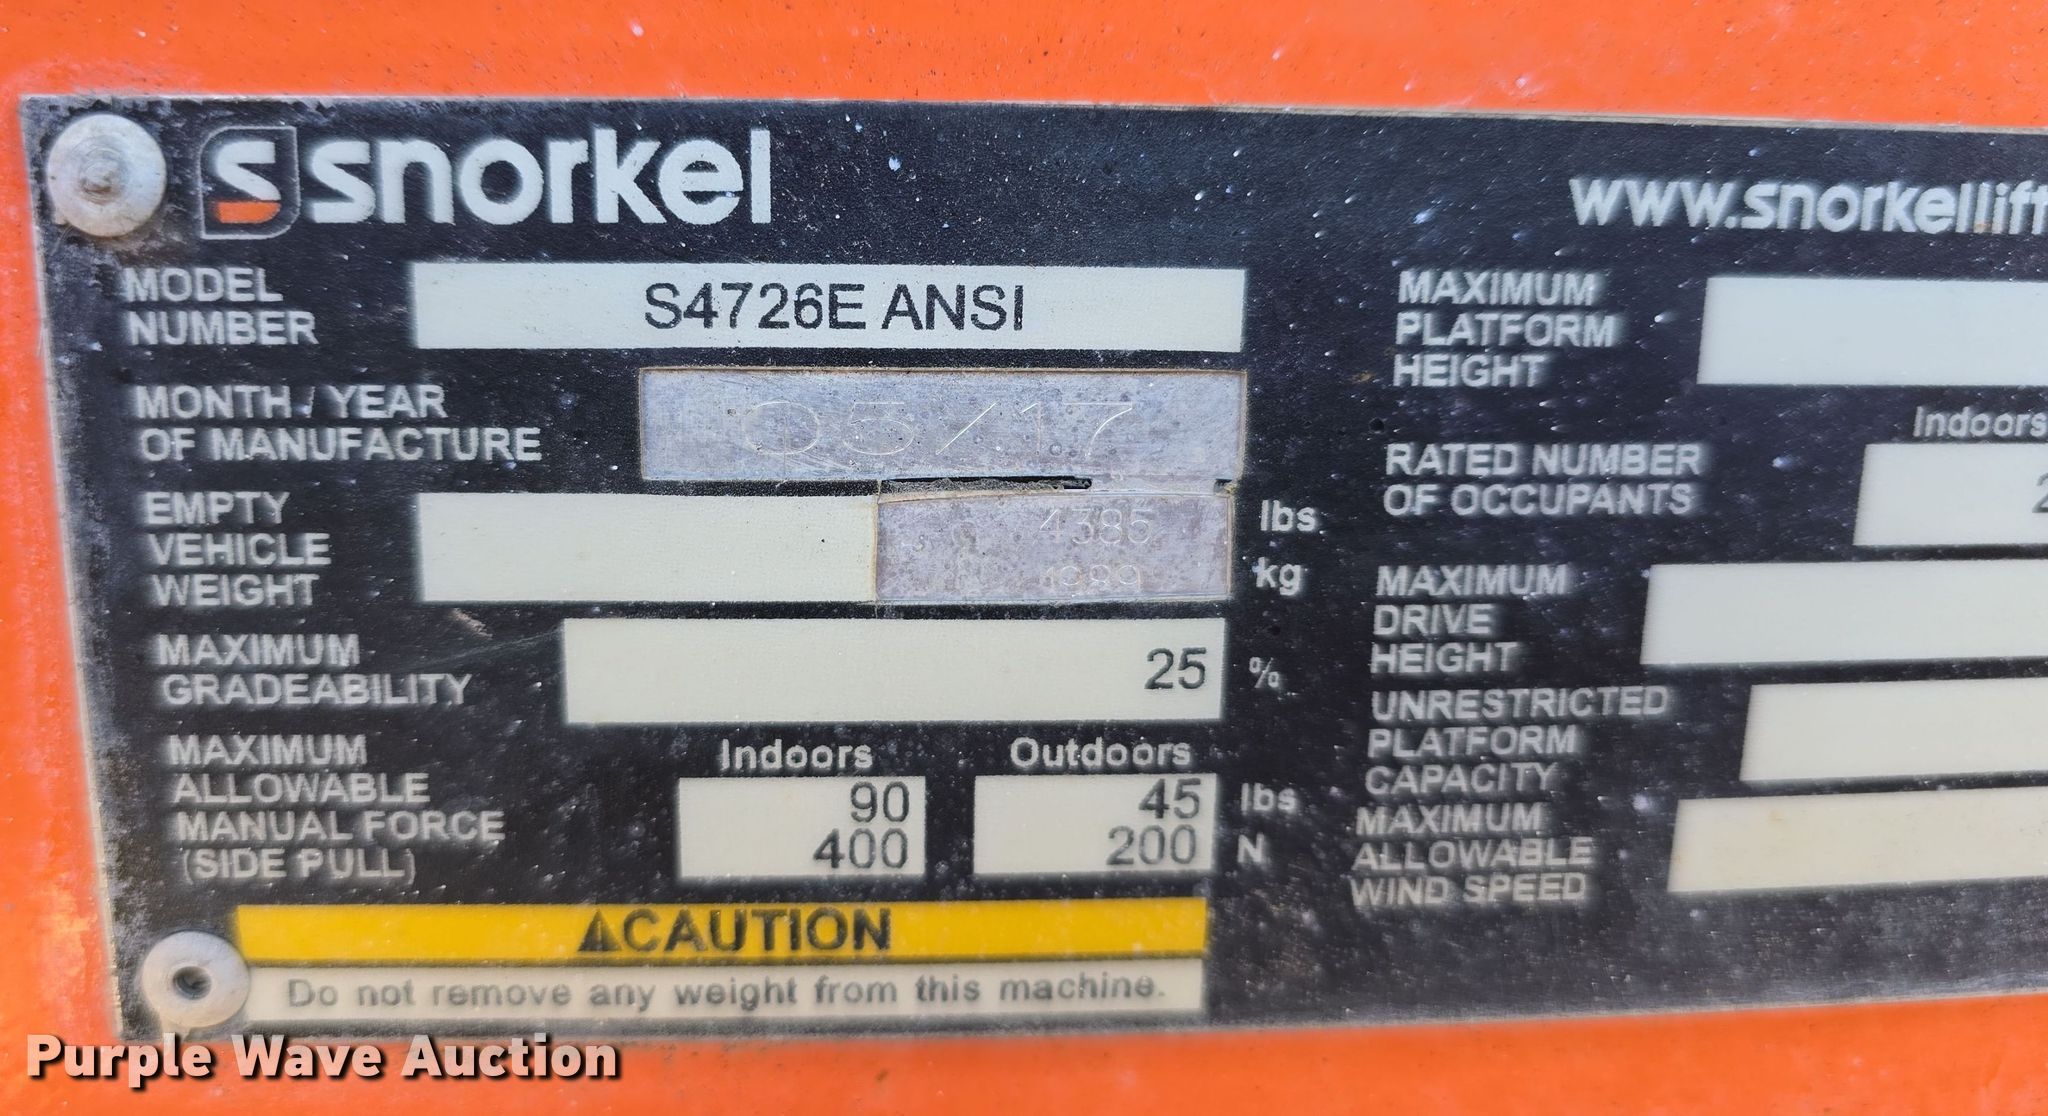 snorkel
www.snorkellift
MODEL
NUMBER
S4726E ANSI
MONTH / YEAR
OF MANUFACTURE
05/17
EMPTY
VEHICLE
WEIGHT
4385 lbs
1989 kg
MAXIMUM
GRADEABILITY
25 %
MAXIMUM
ALLOWABLE
MANUAL FORCE
(SIDE PULL)
Indoors Outdoors
90 45 lbs
400 200 N
CAUTION
Do not remove any weight from this machine.
MAXIMUM
PLATFORM
HEIGHT
Indoors
RATED NUMBER
OF OCCUPANTS
2
MAXIMUM
DRIVE
HEIGHT
UNRESTRICTED
PLATFORM
CAPACITY
MAXIMUM
ALLOWABLE
WIND SPEED
Purple Wave Auction